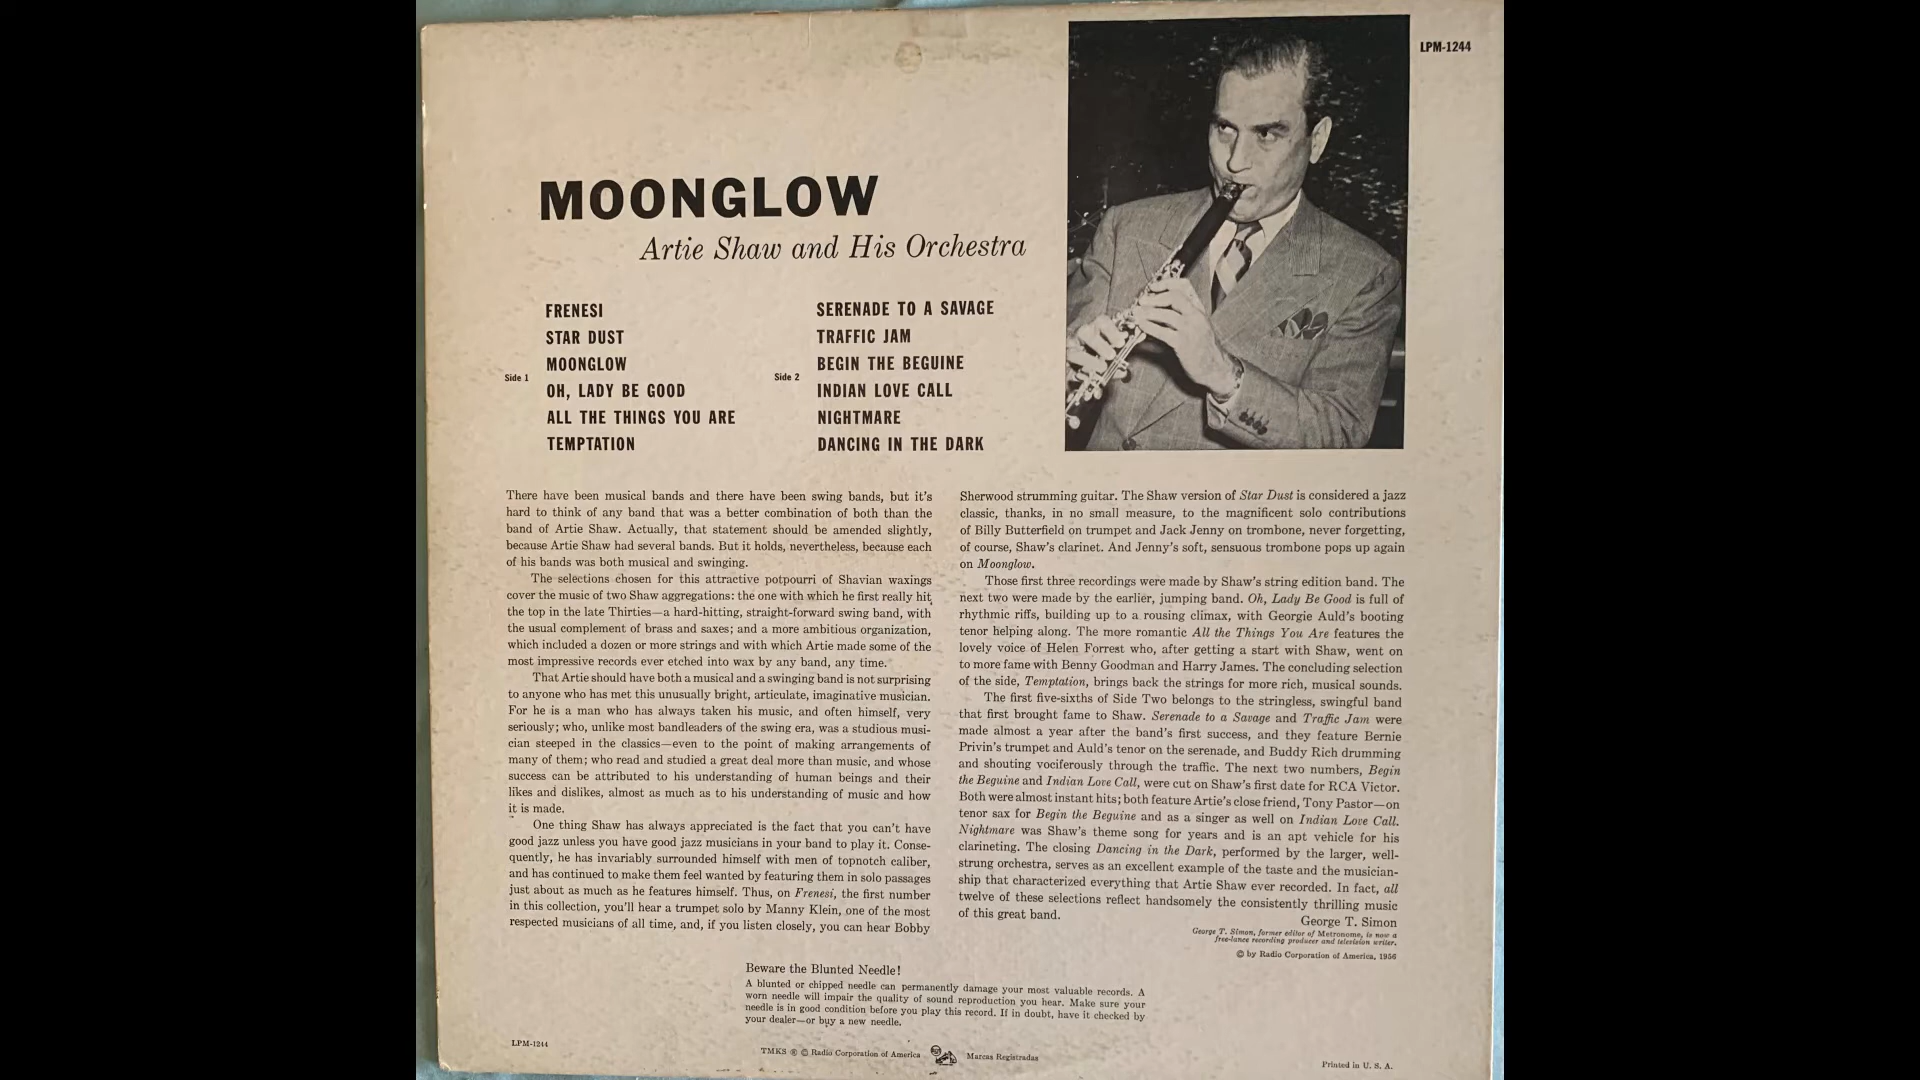 LPM-1244
MOONGLOW
Artie Shaw and His Orchestra
Side 1
FRENESI
STAR DUST
MOONGLOW
OH, LADY BE GOOD
ALL THE THINGS YOU ARE
TEMPTATION
Side 2
SERENADE TO A SAVAGE
TRAFFIC JAM
BEGIN THE BEGUINE
INDIAN LOVE CALL
NIGHTMARE
DANCING IN THE DARK
There have been musical bands and there have been swing bands, but it's
hard to think of any band that was a better combination of both than the
band of Artie Shaw. Actually, that statement should be amended slightly,
because Artie Shaw had several bands. But it holds, nevertheless, because each
of his bands was both musical and swinging.
The selections chosen for this attractive potpourri of Shavian waxings
cover the music of two Shaw aggregations: the one with which he first really hit
the top in the late Thirties—a hard-hitting, straight-forward swing band, with
the usual complement of brass and saxes; and a more ambitious organization,
which included a dozen or more strings and with which Artie made some of the
most impressive records ever etched into wax by any band, any time.
That Artie should have both a musical and a swinging band is not surprising
to anyone who has met this unusually bright, articulate, imaginative musician.
For he is a man who has always taken his music, and often himself, very
seriously; who, unlike most bandleaders of the swing era, was a studious musi-
cian steeped in the classics—even to the point of making arrangements of
many of them; who read and studied a great deal more than music, and whose
success can be attributed to his understanding of human beings and their
likes and dislikes, almost as much as to his understanding of music and how
it is made.
One thing Shaw has always appreciated is the fact that you can't have
good jazz unless you have good jazz musicians in your band to play it. Conse-
quently, he has invariably surrounded himself with men of topnotch caliber,
and has continued to make them feel wanted by featuring them in solo passages
just about as much as he features himself. Thus, on Frenesi, the first number
in this collection, you'll hear a trumpet solo by Manny Klein, one of the most
respected musicians of all time, and, if you listen closely, you can hear Bobby
Sherwood strumming guitar. The Shaw version of Star Dust is considered a jazz
classic, thanks, in no small measure, to the magnificent solo contributions
of Billy Butterfield on trumpet and Jack Jenny on trombone, never forgetting,
of course, Shaw's clarinet. And Jenny's soft, sensuous trombone pops up again
on Moonglow.
Those first three recordings were made by Shaw's string edition band. The
next two were made by the earlier, jumping band. Oh, Lady Be Good is full of
rhythmic riffs, building up to a rousing climax, with Georgie Auld's booting
tenor helping along. The more romantic All the Things You Are features the
lovely voice of Helen Forrest who, after getting a start with Shaw, went on
to more fame with Benny Goodman and Harry James. The concluding selection
of the side, Temptation, brings back the strings for more rich, musical sounds.
The first five-sixths of Side Two belongs to the stringless, swingful band
that first brought fame to Shaw. Serenade to a Savage and Traffic Jam were
made almost a year after the band's first success, and they feature Bernie
Privin's trumpet and Auld's tenor on the serenade, and Buddy Rich drumming
and shouting vociferously through the traffic. The next two numbers, Begin
the Beguine and Indian Love Call, were cut on Shaw's first date for RCA Victor.
Both were almost instant hits; both feature Artie's close friend, Tony Pastor—on
tenor sax for Begin the Beguine and as a singer as well on Indian Love Call.
Nightmare was Shaw's theme song for years and is an apt vehicle for his
clarineting. The closing Dancing in the Dark, performed by the larger, well-
strung orchestra, serves as an excellent example of the taste and the musician-
ship that characterized everything that Artie Shaw ever recorded. In fact, all
twelve of these selections reflect handsomely the consistently thrilling music
of this great band.
George T. Simon
George T. Simon, former editor of Metronome, is now a
free-lance recording producer and television writer.
© by Radio Corporation of America, 1956
Beware the Blunted Needle!
A blunted or chipped needle can permanently damage your most valuable records. A
worn needle will impair the quality of sound reproduction you hear. Make sure your
needle is in good condition before you play this record. If in doubt, have it checked by
your dealer—or buy a new needle.
LPM-1244
TMKS ® © Radio Corporation of America
Marcas Registradas
Printed in U. S. A.